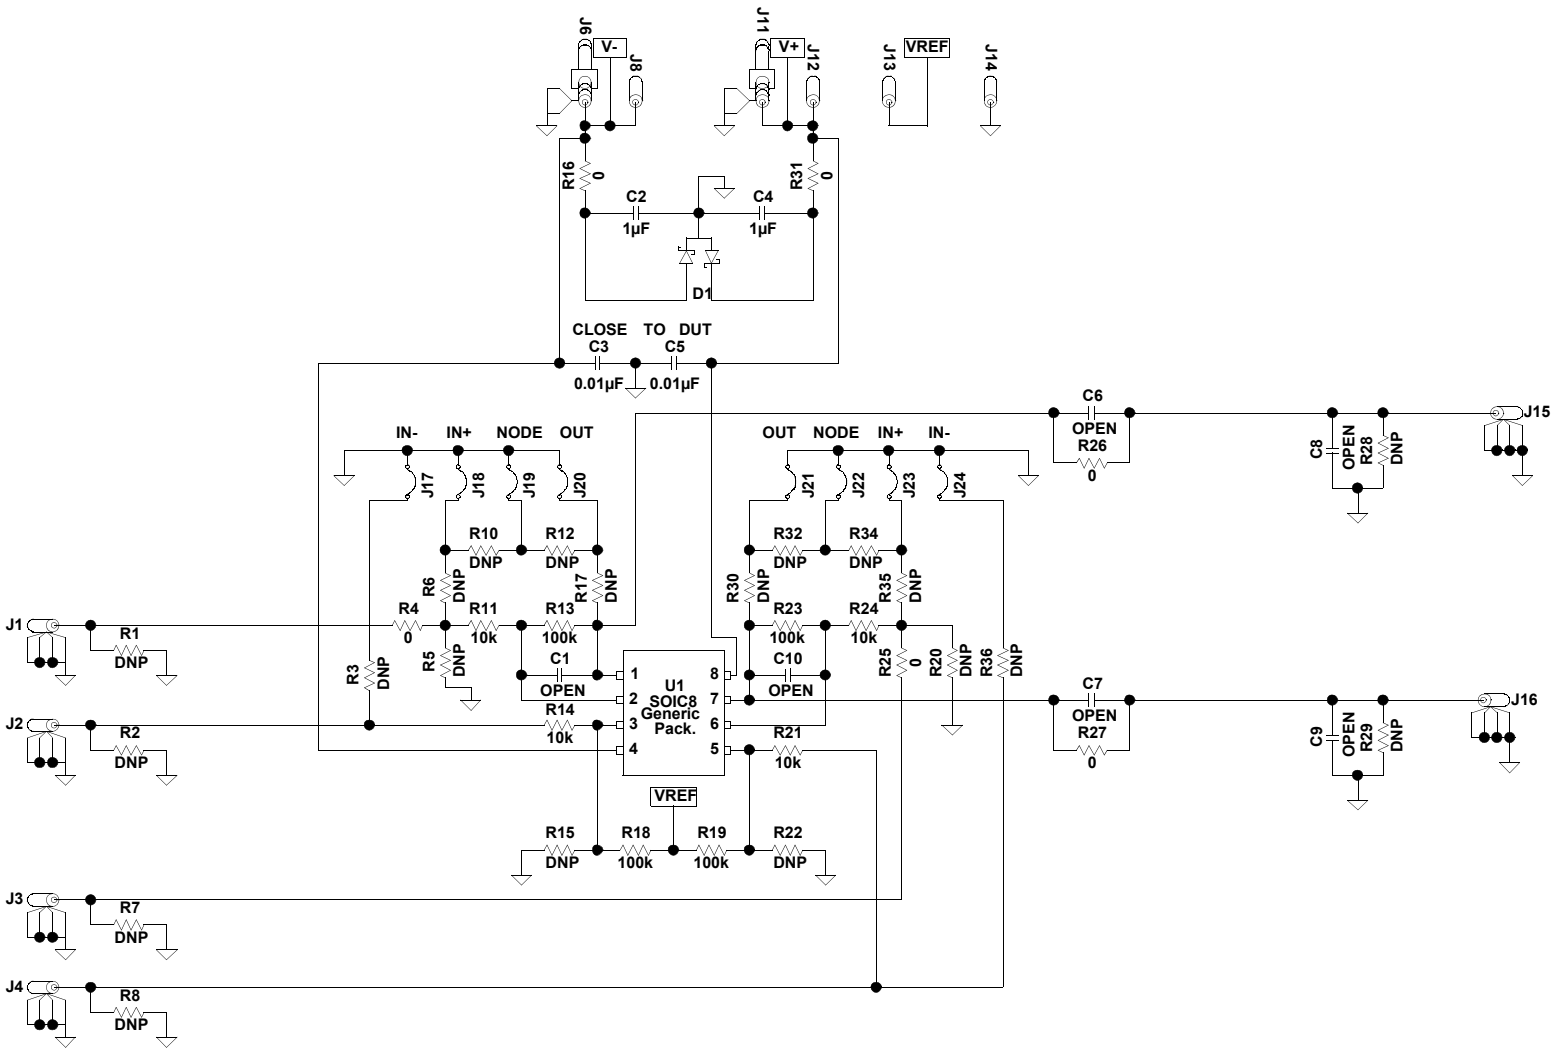 J6
V-
J8
J11
V+
J12
J13
VREF
J14
R16
0
R31
0
C2
1µF
C4
1µF
D1
CLOSE TO DUT
C3
0.01µF
C5
0.01µF
IN- IN+ NODE OUT
J17
J18
J19
J20
OUT NODE IN+ IN-
J21
J22
J23
J24
C6
OPEN
R26
0
C8
OPEN
R28
DNP
J15
R10
DNP
R12
DNP
R6
DNP
R17
DNP
R32
DNP
R34
DNP
R30
DNP
R35
DNP
J1
R1
DNP
R4
0
R11
10k
R13
100k
R3
DNP
R5
DNP
C1
OPEN
R23
100k
R24
10k
C10
OPEN
R25
0
R20
DNP
R36
DNP
1
2
3
4
U1
SOIC8
Generic
Pack.
8
7
6
5
J2
R2
DNP
R14
10k
R21
10k
C7
OPEN
R27
0
C9
OPEN
R29
DNP
J16
VREF
R15
DNP
R18
100k
R19
100k
R22
DNP
J3
R7
DNP
J4
R8
DNP